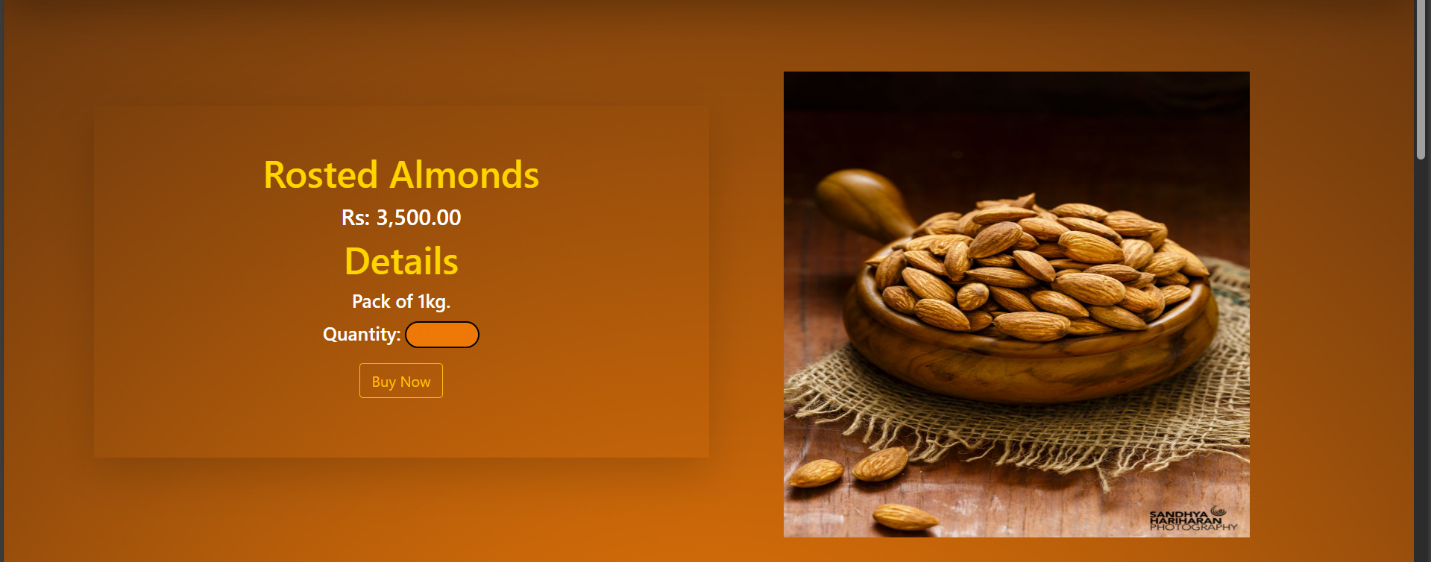 Rosted Almonds
Rs: 3,500.00
Details
Pack of 1kg.
Quantity:
Buy Now
SANDHYA
HARIHARAN
PHOTOGRAPHY